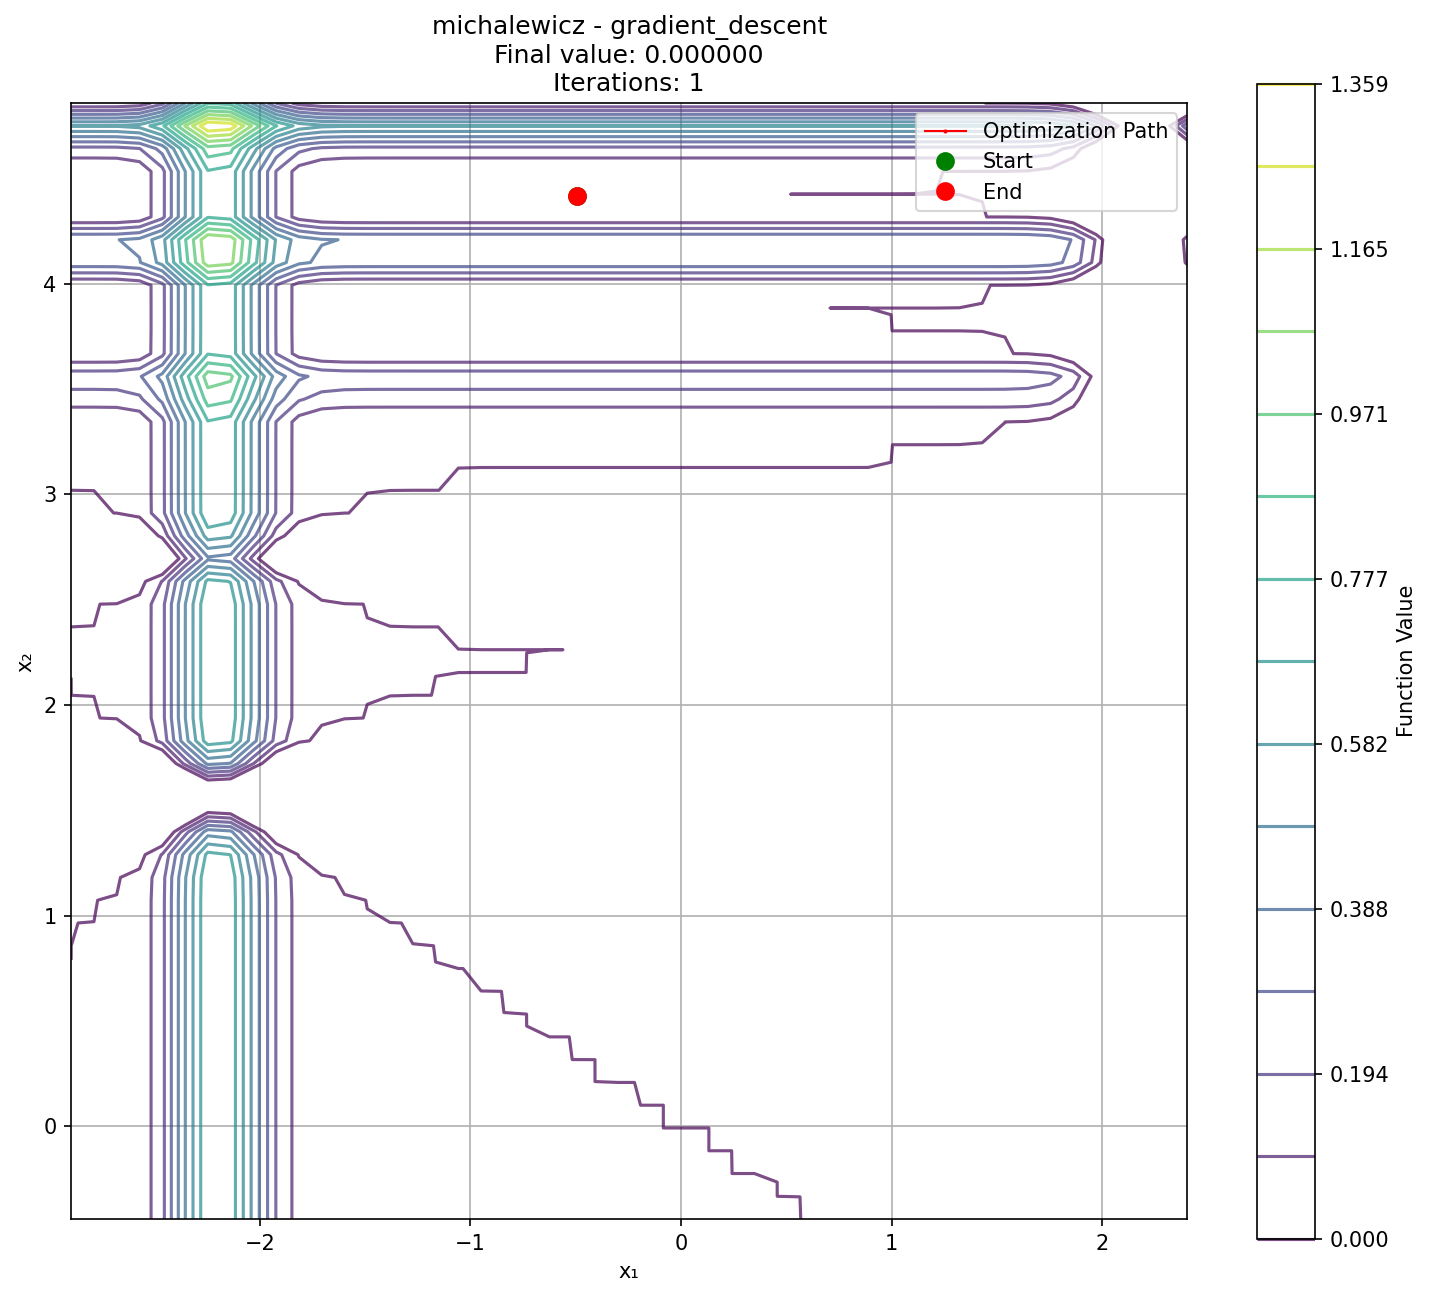 michalewicz - gradient_descent
Final value: 0.000000
Iterations: 1
Optimization Path
Start
End
4
3
2
1
0
x₂
−2
−1
0
1
2
x₁
1.359
1.165
0.971
0.777
0.582
0.388
0.194
0.000
Function Value